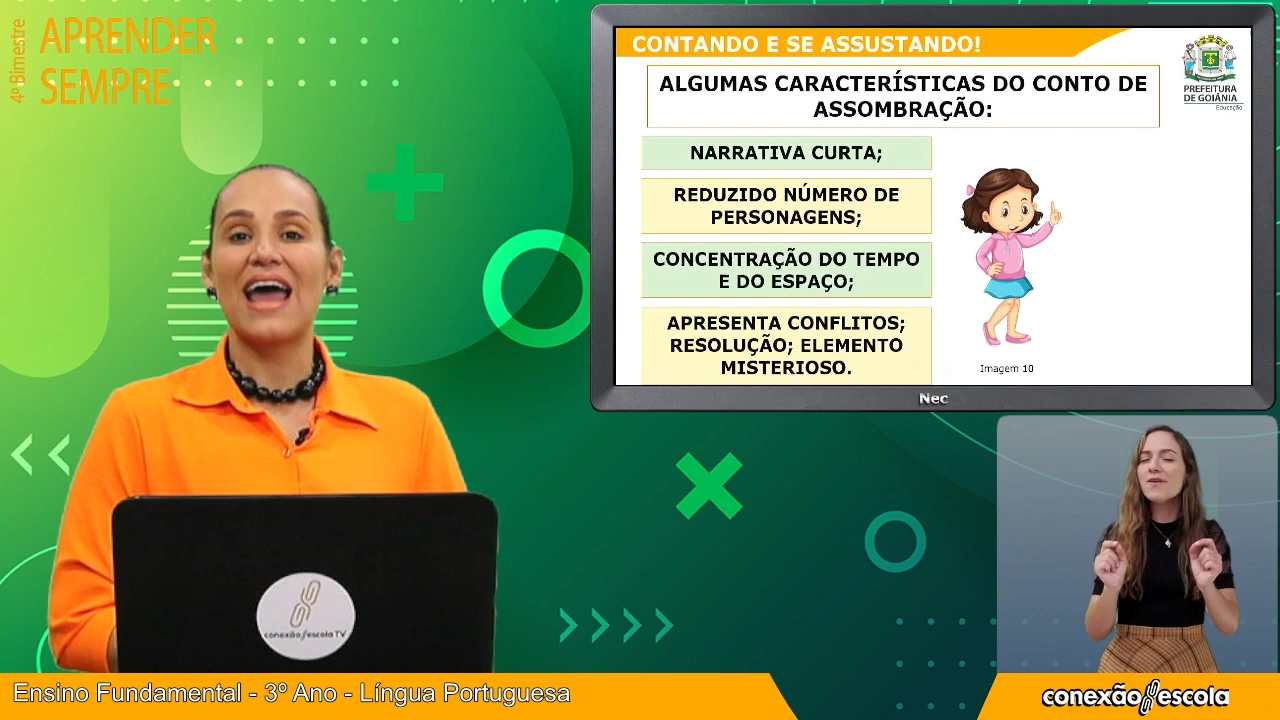 4º Bimestre
APRENDER
SEMPRE
CONTANDO E SE ASSUSTANDO!
ALGUMAS CARACTERÍSTICAS DO CONTO DE
ASSOMBRAÇÃO:
PREFEITURA
DE GOIÂNIA
Educação
NARRATIVA CURTA;
REDUZIDO NÚMERO DE
PERSONAGENS;
CONCENTRAÇÃO DO TEMPO
E DO ESPAÇO;
APRESENTA CONFLITOS;
RESOLUÇÃO; ELEMENTO
MISTERIOSO.
Imagem 10
Nec
conexão escola TV
Ensino Fundamental - 3º Ano - Língua Portuguesa
conexão escola